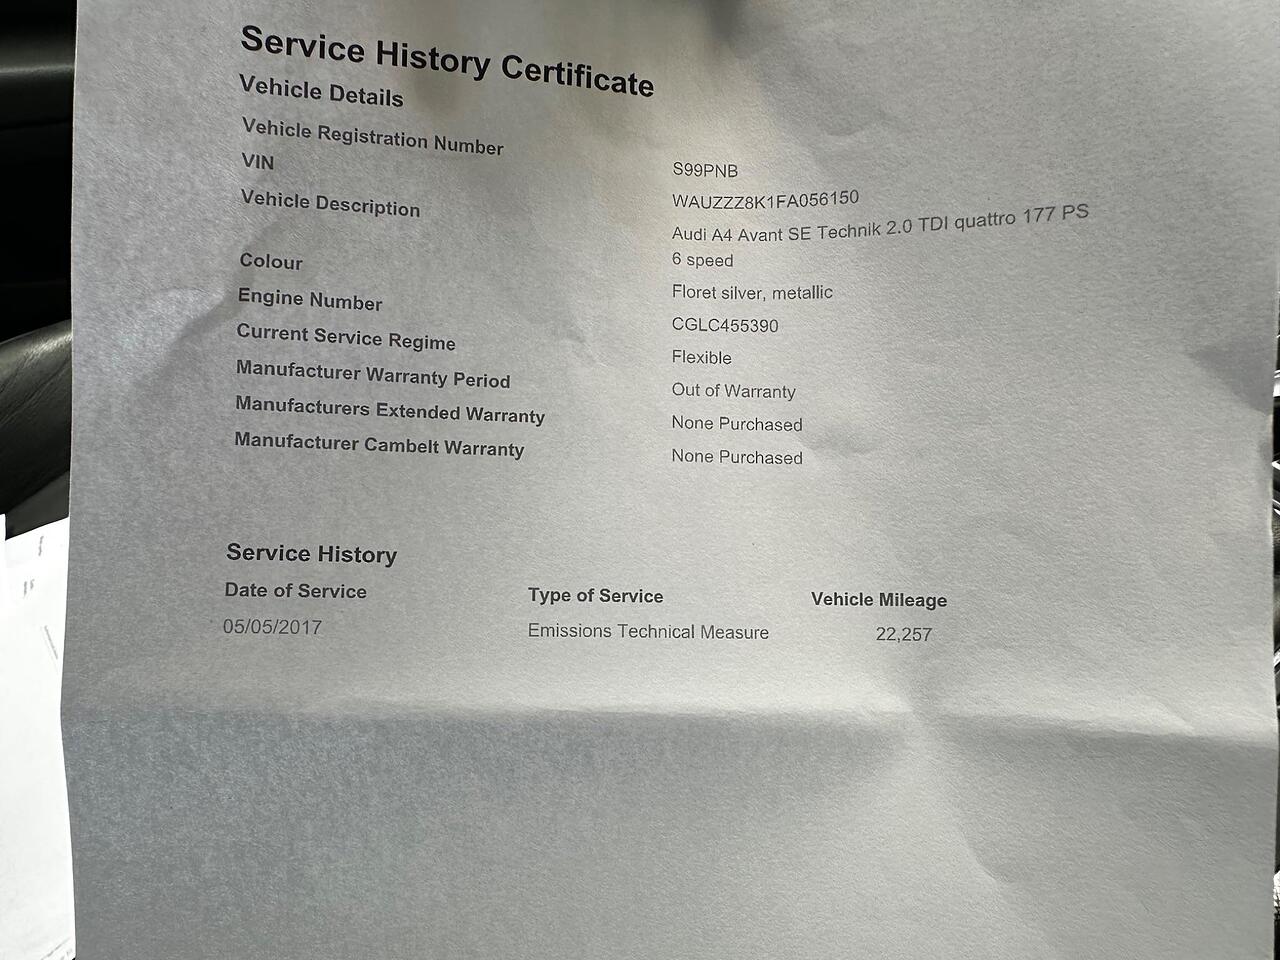 Service History Certificate
Vehicle Details
Vehicle Registration Number S99PNB
VIN WAUZZZ8K1FA056150
Vehicle Description Audi A4 Avant SE Technik 2.0 TDI quattro 177 PS
6 speed
Colour Floret silver, metallic
Engine Number CGLC455390
Current Service Regime Flexible
Manufacturer Warranty Period Out of Warranty
Manufacturers Extended Warranty None Purchased
Manufacturer Cambelt Warranty None Purchased
Service History
Date of Service Type of Service Vehicle Mileage
05/05/2017 Emissions Technical Measure 22,257